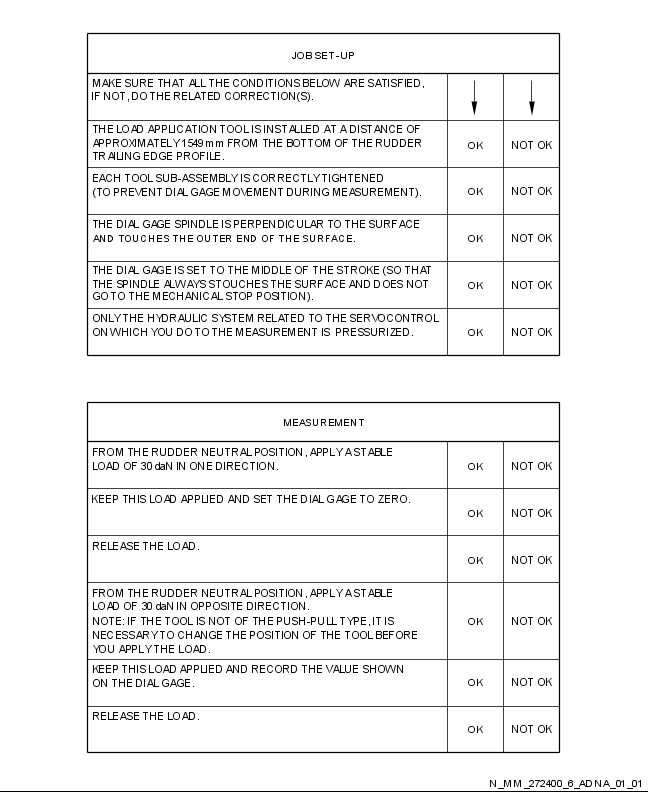 JOB SET-UP
MAKE SURE THAT ALL THE CONDITIONS BELOW ARE SATISFIED,
IF NOT, DO THE RELATED CORRECTION(S).
THE LOAD APPLICATION TOOL IS INSTALLED AT A DISTANCE OF
APPROXIMATELY 1549 mm FROM THE BOTTOM OF THE RUDDER
TRAILING EDGE PROFILE.
OK
NOT OK
EACH TOOL SUB-ASSEMBLY IS CORRECTLY TIGHTENED
(TO PREVENT DIAL GAGE MOVEMENT DURING MEASUREMENT).
OK
NOT OK
THE DIAL GAGE SPINDLE IS PERPENDICULAR TO THE SURFACE
AND TOUCHES THE OUTER END OF THE SURFACE.
OK
NOT OK
THE DIAL GAGE IS SET TO THE MIDDLE OF THE STROKE (SO THAT
THE SPINDLE ALWAYS STOUCHES THE SURFACE AND DOES NOT
GO TO THE MECHANICAL STOP POSITION).
OK
NOT OK
ONLY THE HYDRAULIC SYSTEM RELATED TO THE SERVOCONTROL
ON WHICH YOU DO TO THE MEASUREMENT IS PRESSURIZED.
OK
NOT OK
MEASUREMENT
FROM THE RUDDER NEUTRAL POSITION, APPLY A STABLE
LOAD OF 30 daN IN ONE DIRECTION.
OK
NOT OK
KEEP THIS LOAD APPLIED AND SET THE DIAL GAGE TO ZERO.
OK
NOT OK
RELEASE THE LOAD.
OK
NOT OK
FROM THE RUDDER NEUTRAL POSITION, APPLY A STABLE
LOAD OF 30 daN IN OPPOSITE DIRECTION.
NOTE: IF THE TOOL IS NOT OF THE PUSH-PULL TYPE, IT IS
NECESSARY TO CHANGE THE POSITION OF THE TOOL BEFORE
YOU APPLY THE LOAD.
OK
NOT OK
KEEP THIS LOAD APPLIED AND RECORD THE VALUE SHOWN
ON THE DIAL GAGE.
OK
NOT OK
RELEASE THE LOAD.
OK
NOT OK
N_MM_272400_6_ADNA_01_01